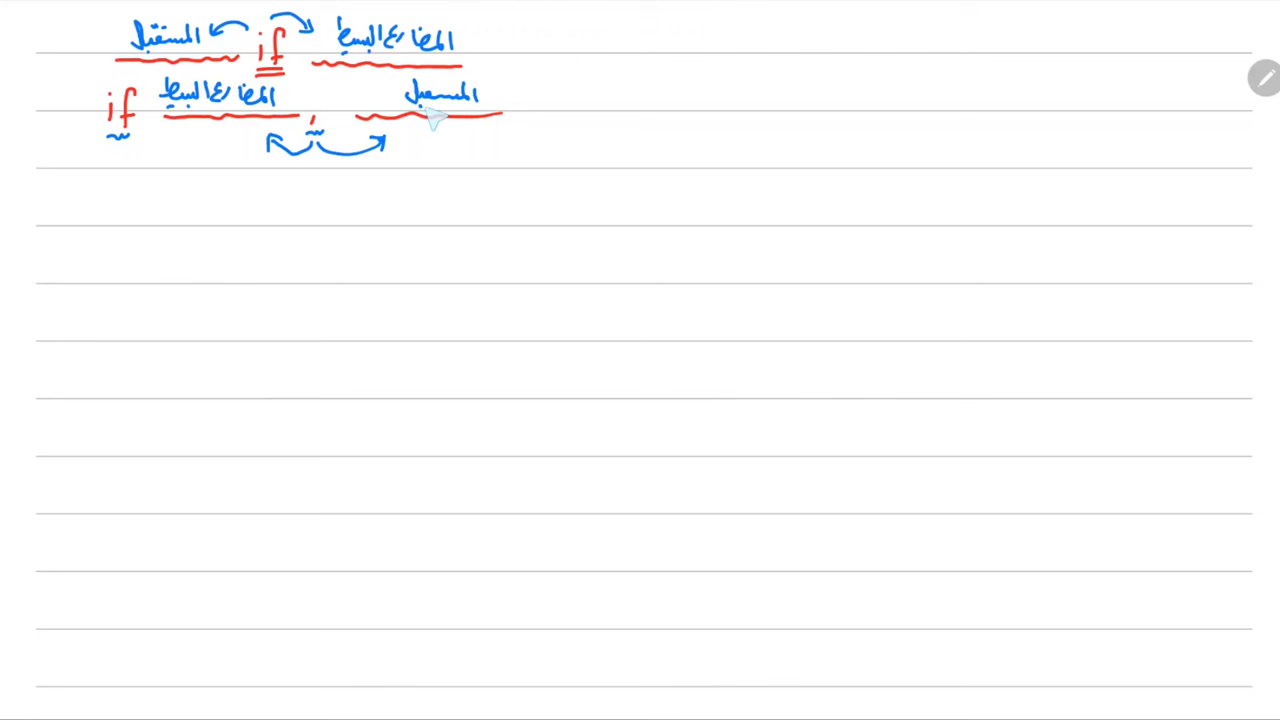 المستقبل if المضارع البسيط
if المضارع البسيط , المستقبل